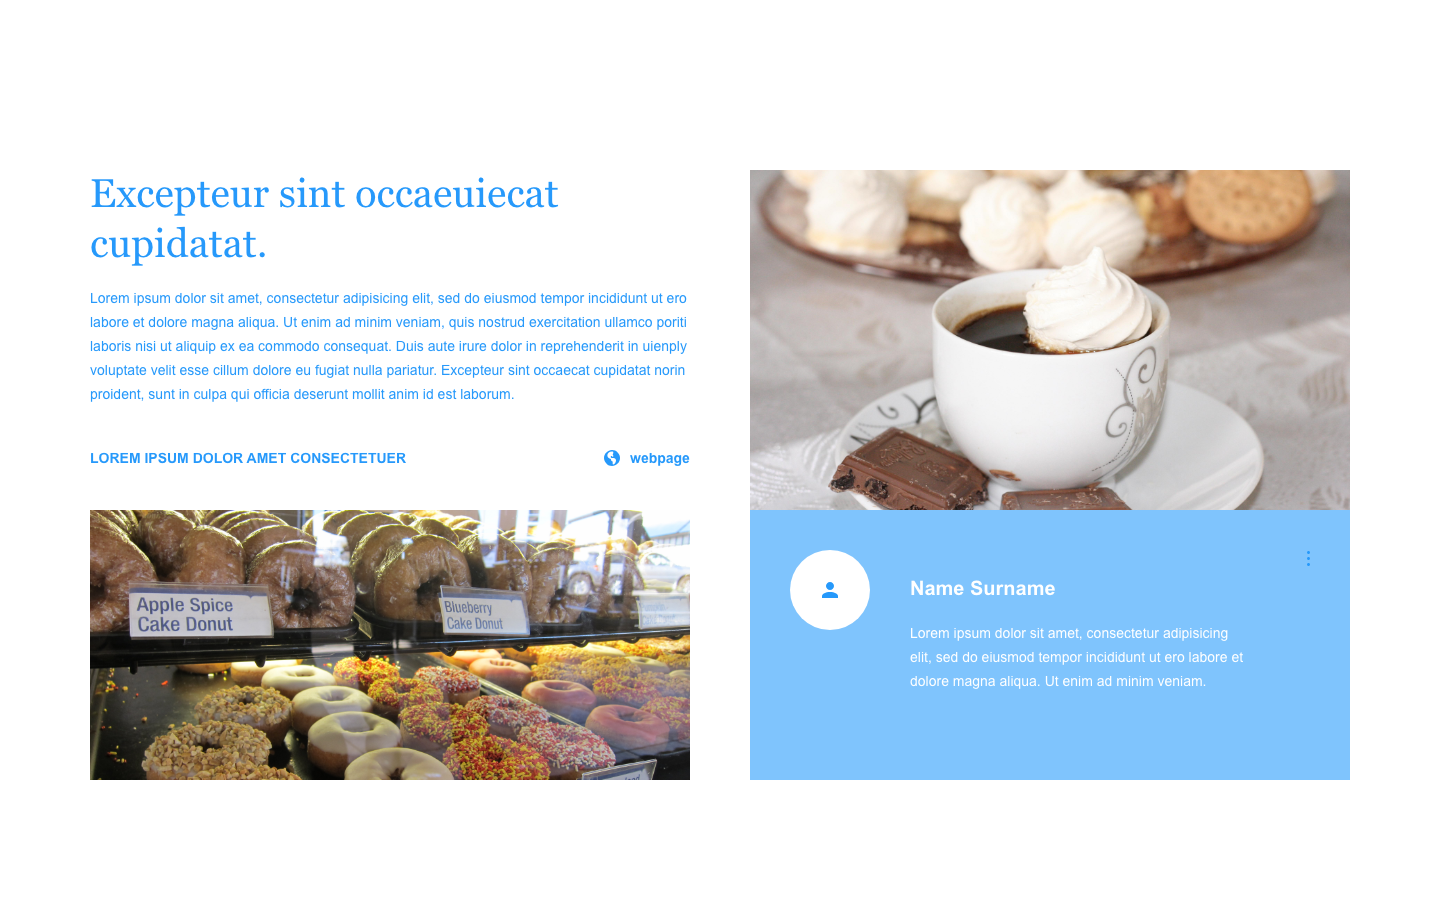 Excepteur sint occaeuiecat
cupidatat.
Lorem ipsum dolor sit amet, consectetur adipisicing elit, sed do eiusmod tempor incididunt ut ero
labore et dolore magna aliqua. Ut enim ad minim veniam, quis nostrud exercitation ullamco poriti
laboris nisi ut aliquip ex ea commodo consequat. Duis aute irure dolor in reprehenderit in uienply
voluptate velit esse cillum dolore eu fugiat nulla pariatur. Excepteur sint occaecat cupidatat norin
proident, sunt in culpa qui officia deserunt mollit anim id est laborum.
LOREM IPSUM DOLOR AMET CONSECTETUER
webpage
Apple Spice
Cake Donut
Blueberry
Cake Donut
Name Surname
Lorem ipsum dolor sit amet, consectetur adipisicing
elit, sed do eiusmod tempor incididunt ut ero labore et
dolore magna aliqua. Ut enim ad minim veniam.